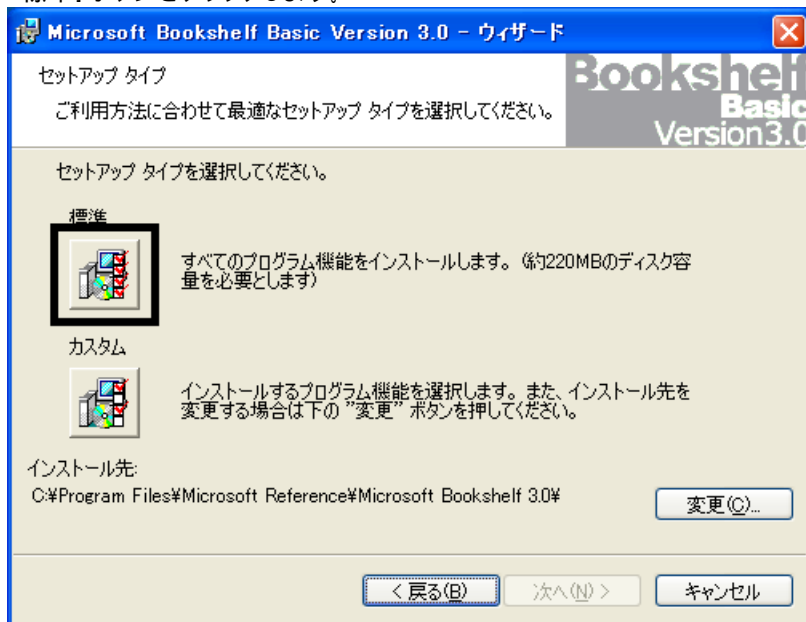 Microsoft Bookshelf Basic Version 3.0 - ウィザード
セットアップ タイプ
ご利用方法に合わせて最適なセットアップ タイプを選択してください。
Bookshelf
Basic
Version3.0
セットアップ タイプを選択してください。
標準
すべてのプログラム機能をインストールします。(約220MBのディスク容
量を必要とします)
カスタム
インストールするプログラム機能を選択します。また、インストール先を
変更する場合は下の "変更" ボタンを押してください。
インストール先:
C:¥Program Files¥Microsoft Reference¥Microsoft Bookshelf 3.0¥
変更(C)...
< 戻る(B)
次へ(N) >
キャンセル